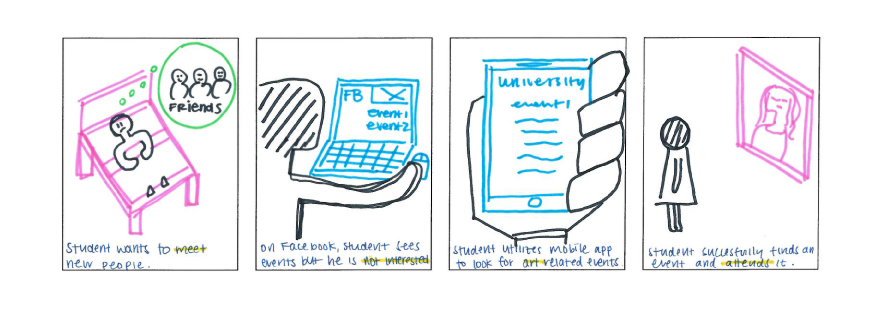 Friends
Student wants to meet
new people.
FB
event1
event2
On Facebook, Student sees
events but he is not interested
university
event1
Student utilizes mobile app
to look for art related events
Student succesfully finds an
event and attends it.